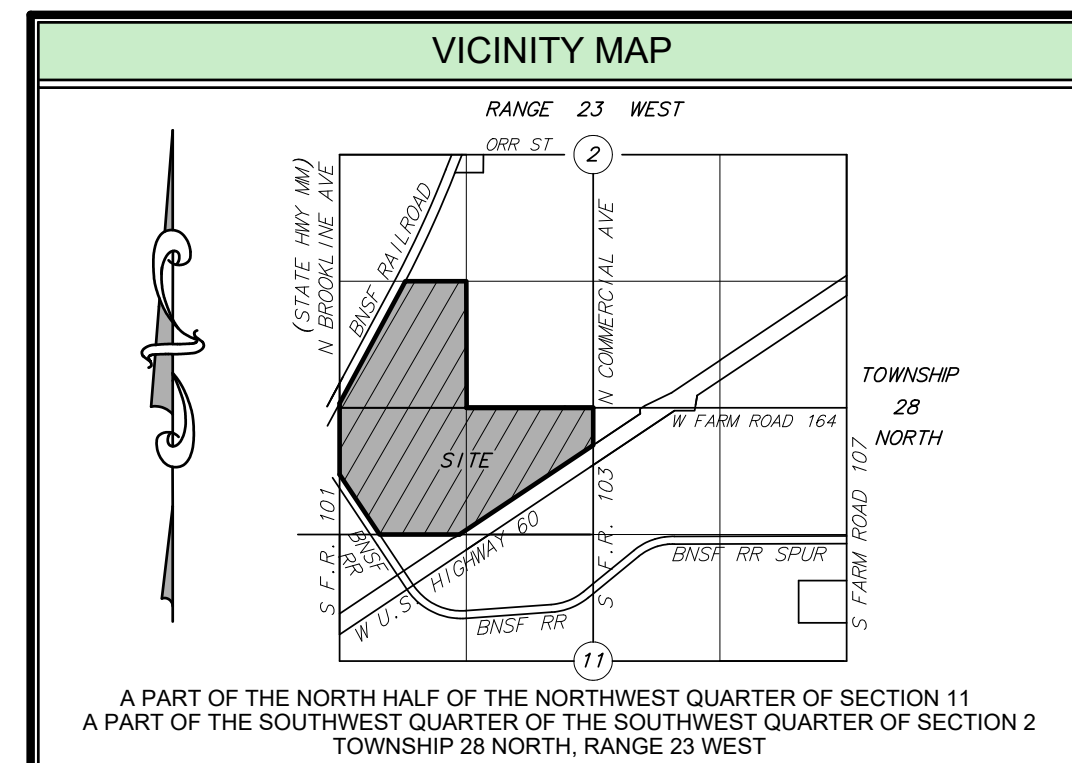 VICINITY MAP
RANGE 23 WEST
ORR ST
2
(STATE HWY MM)
N BROOKLINE AVE
BNSF RAILROAD
N COMMERCIAL AVE
TOWNSHIP
28
NORTH
W FARM ROAD 164
SITE
S F.R. 101
BNSF
RR
W U.S. HIGHWAY 60
S F.R. 103
BNSF RR SPUR
S FARM ROAD 107
BNSF RR
11
A PART OF THE NORTH HALF OF THE NORTHWEST QUARTER OF SECTION 11
A PART OF THE SOUTHWEST QUARTER OF THE SOUTHWEST QUARTER OF SECTION 2
TOWNSHIP 28 NORTH, RANGE 23 WEST